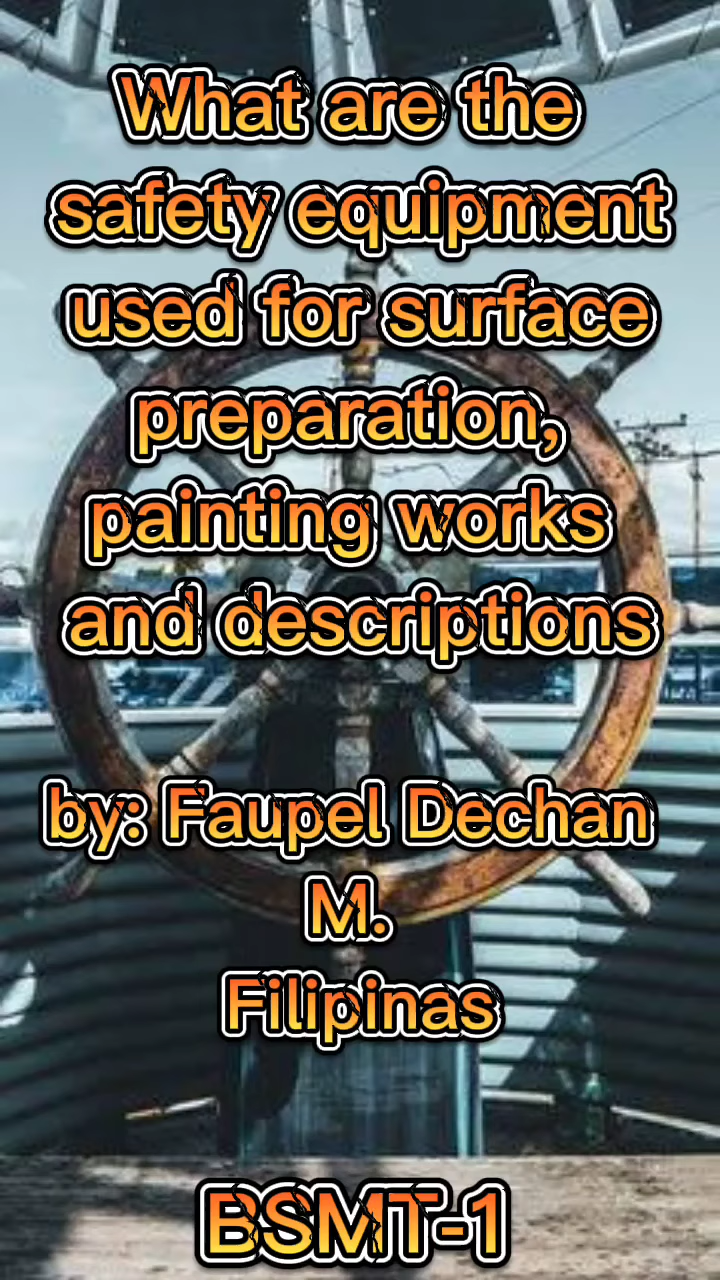 What are the
safety equipment
used for surface
preparation,
painting works
and descriptions
by: Faupel Dechan
M.
Filipinas
BSMT-1